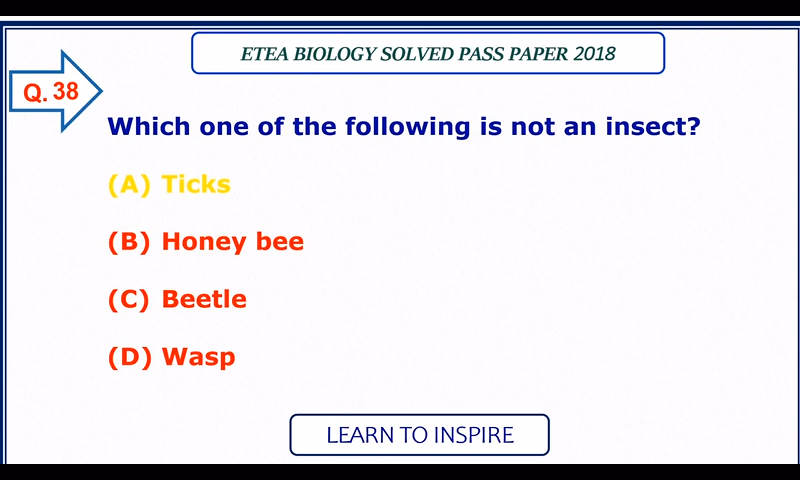 ETEA BIOLOGY SOLVED PASS PAPER 2018
Q. 38
Which one of the following is not an insect?
(A) Ticks
(B) Honey bee
(C) Beetle
(D) Wasp
LEARN TO INSPIRE